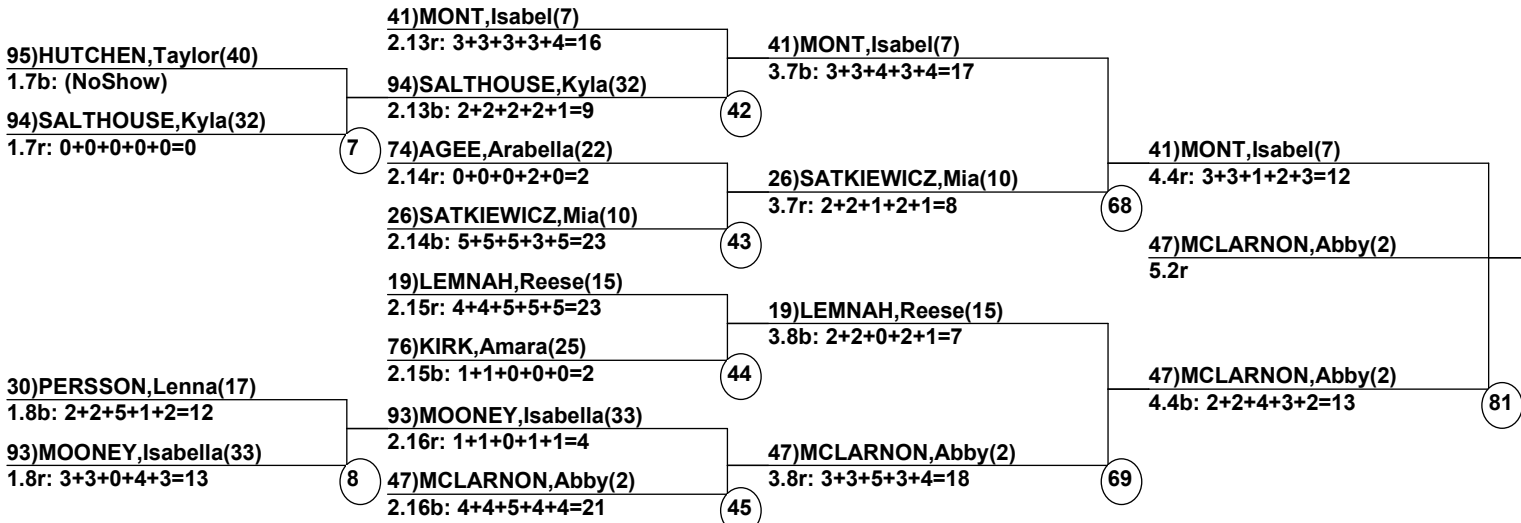 95)HUTCHEN,Taylor(40)
1.7b: (NoShow)
94)SALTHOUSE,Kyla(32)
1.7r: 0+0+0+0+0=0
7
30)PERSSON,Lenna(17)
1.8b: 2+2+5+1+2=12
93)MOONEY,Isabella(33)
1.8r: 3+3+0+4+3=13
8
41)MONT,Isabel(7)
2.13r: 3+3+3+3+4=16
94)SALTHOUSE,Kyla(32)
2.13b: 2+2+2+2+1=9
42
74)AGEE,Arabella(22)
2.14r: 0+0+0+2+0=2
26)SATKIEWICZ,Mia(10)
2.14b: 5+5+5+3+5=23
43
19)LEMNAH,Reese(15)
2.15r: 4+4+5+5+5=23
76)KIRK,Amara(25)
2.15b: 1+1+0+0+0=2
44
93)MOONEY,Isabella(33)
2.16r: 1+1+0+1+1=4
47)MCLARNON,Abby(2)
2.16b: 4+4+5+4+4=21
45
41)MONT,Isabel(7)
3.7b: 3+3+4+3+4=17
26)SATKIEWICZ,Mia(10)
3.7r: 2+2+1+2+1=8
68
19)LEMNAH,Reese(15)
3.8b: 2+2+0+2+1=7
47)MCLARNON,Abby(2)
3.8r: 3+3+5+3+4=18
69
41)MONT,Isabel(7)
4.4r: 3+3+1+2+3=12
47)MCLARNON,Abby(2)
5.2r
47)MCLARNON,Abby(2)
4.4b: 2+2+4+3+2=13
81